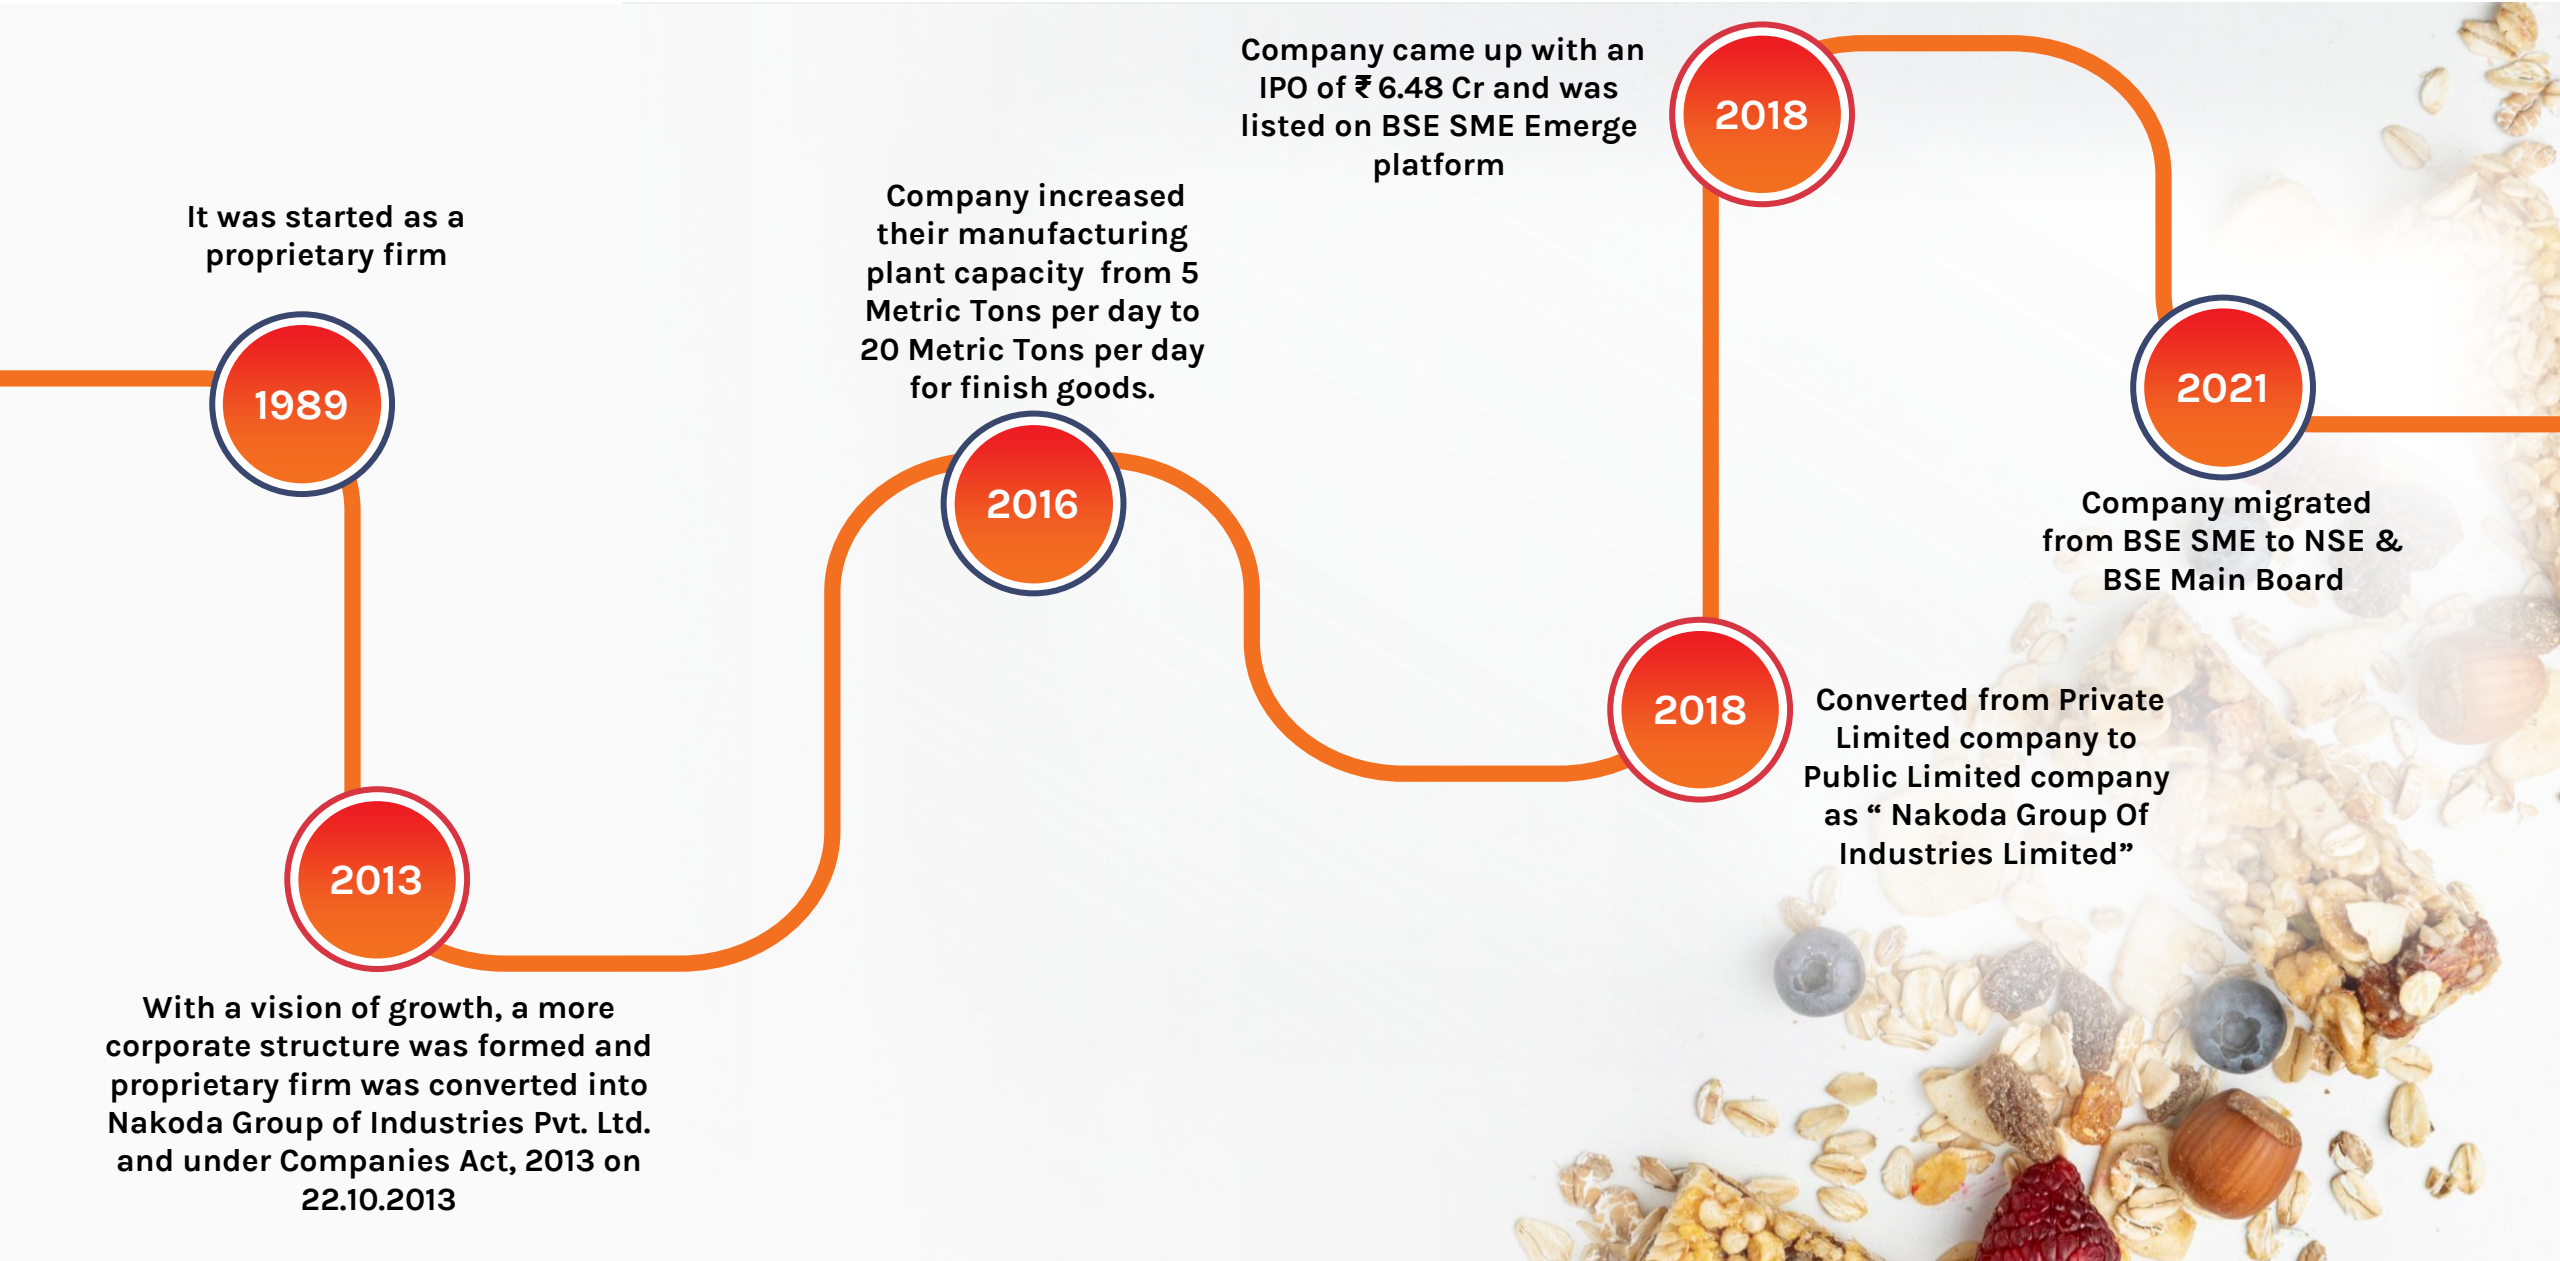 It was started as a
proprietary firm
1989
2013
With a vision of growth, a more
corporate structure was formed and
proprietary firm was converted into
Nakoda Group of Industries Pvt. Ltd.
and under Companies Act, 2013 on
22.10.2013
Company increased
their manufacturing
plant capacity from 5
Metric Tons per day to
20 Metric Tons per day
for finish goods.
2016
2018
Converted from Private
Limited company to
Public Limited company
as “ Nakoda Group Of
Industries Limited”
Company came up with an
IPO of ₹ 6.48 Cr and was
listed on BSE SME Emerge
platform
2018
2021
Company migrated
from BSE SME to NSE &
BSE Main Board